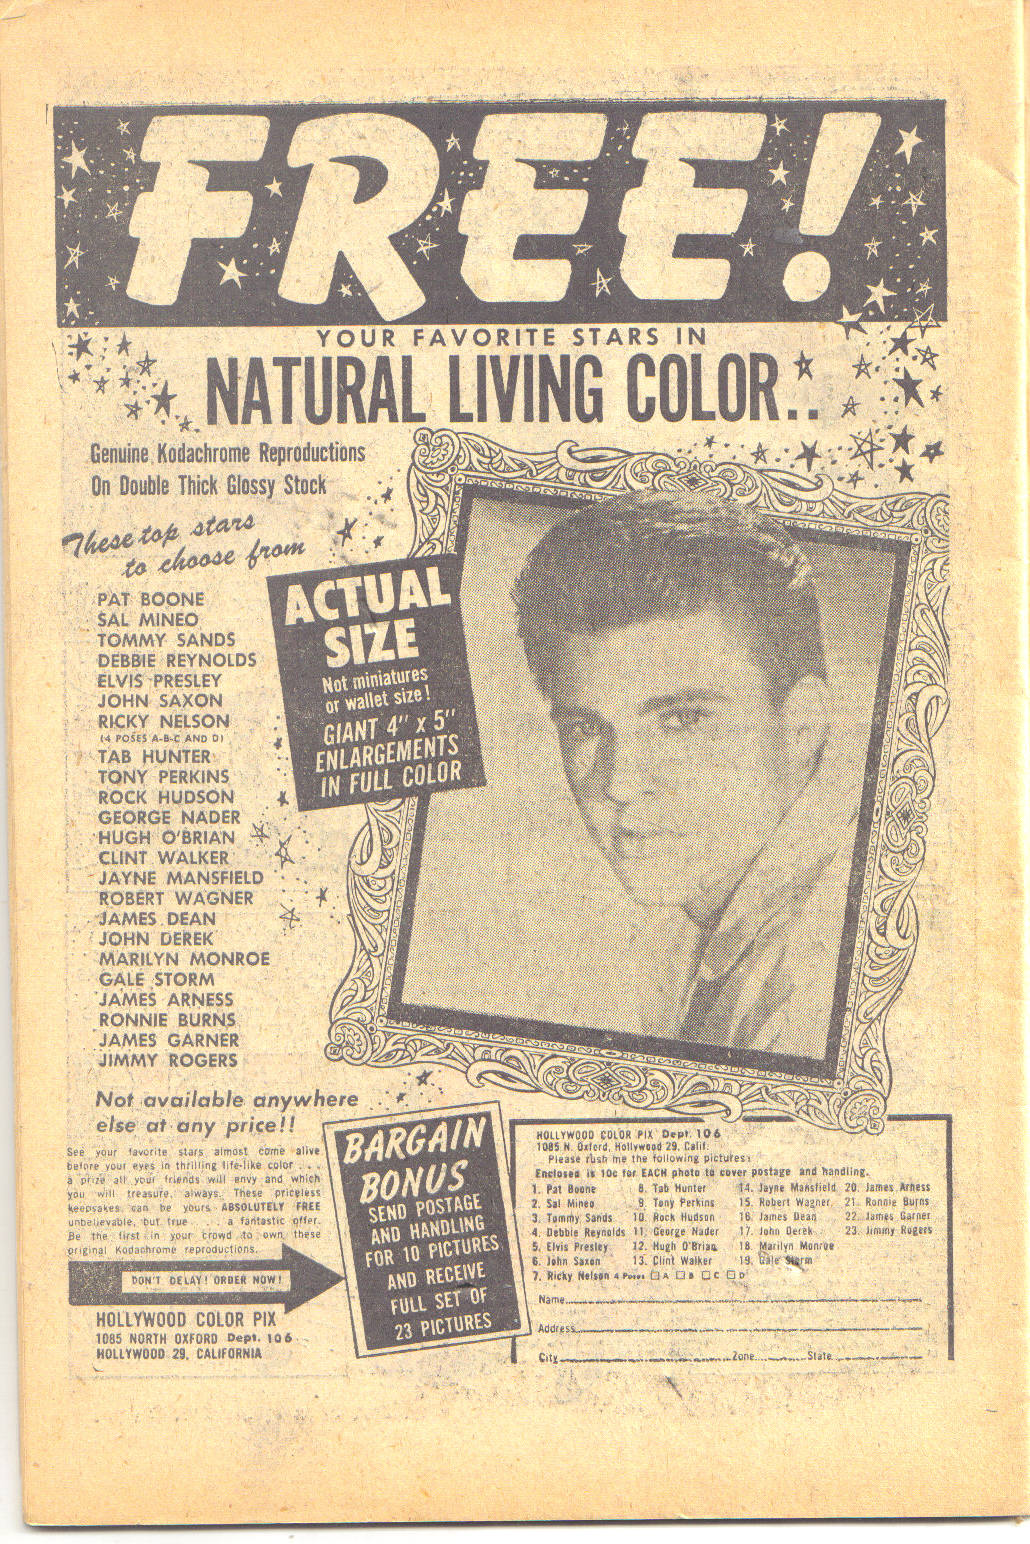 FREE!
YOUR FAVORITE STARS IN
NATURAL LIVING COLOR..
Genuine Kodachrome Reproductions
On Double Thick Glossy Stock
These top stars
to choose from
PAT BOONE
SAL MINEO
TOMMY SANDS
DEBBIE REYNOLDS
ELVIS PRESLEY
JOHN SAXON
RICKY NELSON
(4 POSES A-B-C AND D)
TAB HUNTER
TONY PERKINS
ROCK HUDSON
GEORGE NADER
HUGH O'BRIAN
CLINT WALKER
JAYNE MANSFIELD
ROBERT WAGNER
JAMES DEAN
JOHN DEREK
MARILYN MONROE
GALE STORM
JAMES ARNESS
RONNIE BURNS
JAMES GARNER
JIMMY ROGERS
ACTUAL
SIZE
Not miniatures
or wallet size!
GIANT 4" x 5"
ENLARGEMENTS
IN FULL COLOR
Not available anywhere
else at any price!!
See your favorite stars almost come alive
before your eyes in thrilling life-like color . . .
a prize all your friends will envy and which
you will treasure always. These priceless
keepsakes can be yours ABSOLUTELY FREE
unbelievable, but true . . . a fantastic offer.
Be the first in your crowd to own these
original Kodachrome reproductions.
DON'T DELAY! ORDER NOW!
HOLLYWOOD COLOR PIX
1085 NORTH OXFORD Dept. 106
HOLLYWOOD 29, CALIFORNIA
BARGAIN
BONUS
SEND POSTAGE
AND HANDLING
FOR 10 PICTURES
AND RECEIVE
FULL SET OF
23 PICTURES
HOLLYWOOD COLOR PIX Dept. 106
1085 N. Oxford, Hollywood 29, Calif.
Please rush me the following pictures:
Enclosed is 10c for EACH photo to cover postage and handling.
1. Pat Boone 8. Tab Hunter 14. Jayne Mansfield 20. James Arness
2. Sal Mineo 9. Tony Perkins 15. Robert Wagner 21. Ronnie Burns
3. Tommy Sands 10. Rock Hudson 16. James Dean 22. James Garner
4. Debbie Reynolds 11. George Nader 17. John Derek 23. Jimmy Rogers
5. Elvis Presley 12. Hugh O'Brian 18. Marilyn Monroe
6. John Saxon 13. Clint Walker 19. Gale Storm
7. Ricky Nelson 4 Poses □ A □ B □ C □ D
Name
Address
City Zone State